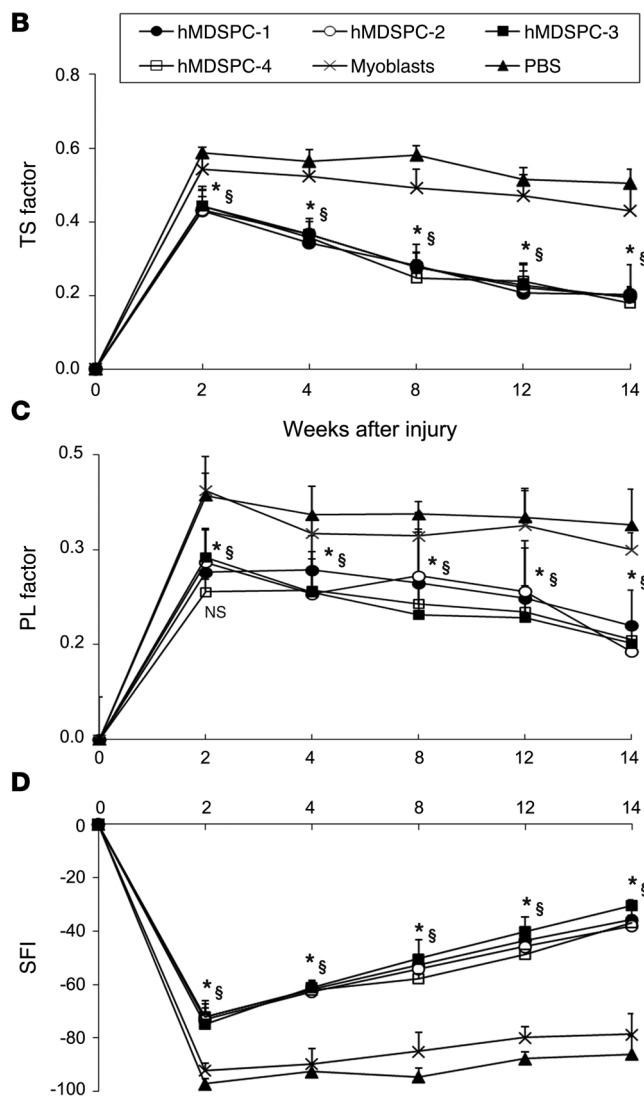 B
hMDSPC-1 hMDSPC-2 hMDSPC-3
hMDSPC-4 Myoblasts PBS
0.8
0.6
0.4
0.2
0.0
TS factor
* §
* §
* §
* §
* §
0 2 4 8 12 14
Weeks after injury
C
0.5
0.3
0.2
0.0
PL factor
* §
* §
* §
* §
* §
NS
0 2 4 8 12 14
D
0 2 4 8 12 14
0
-20
-40
-60
-80
-100
SFI
* §
* §
* §
* §
* §